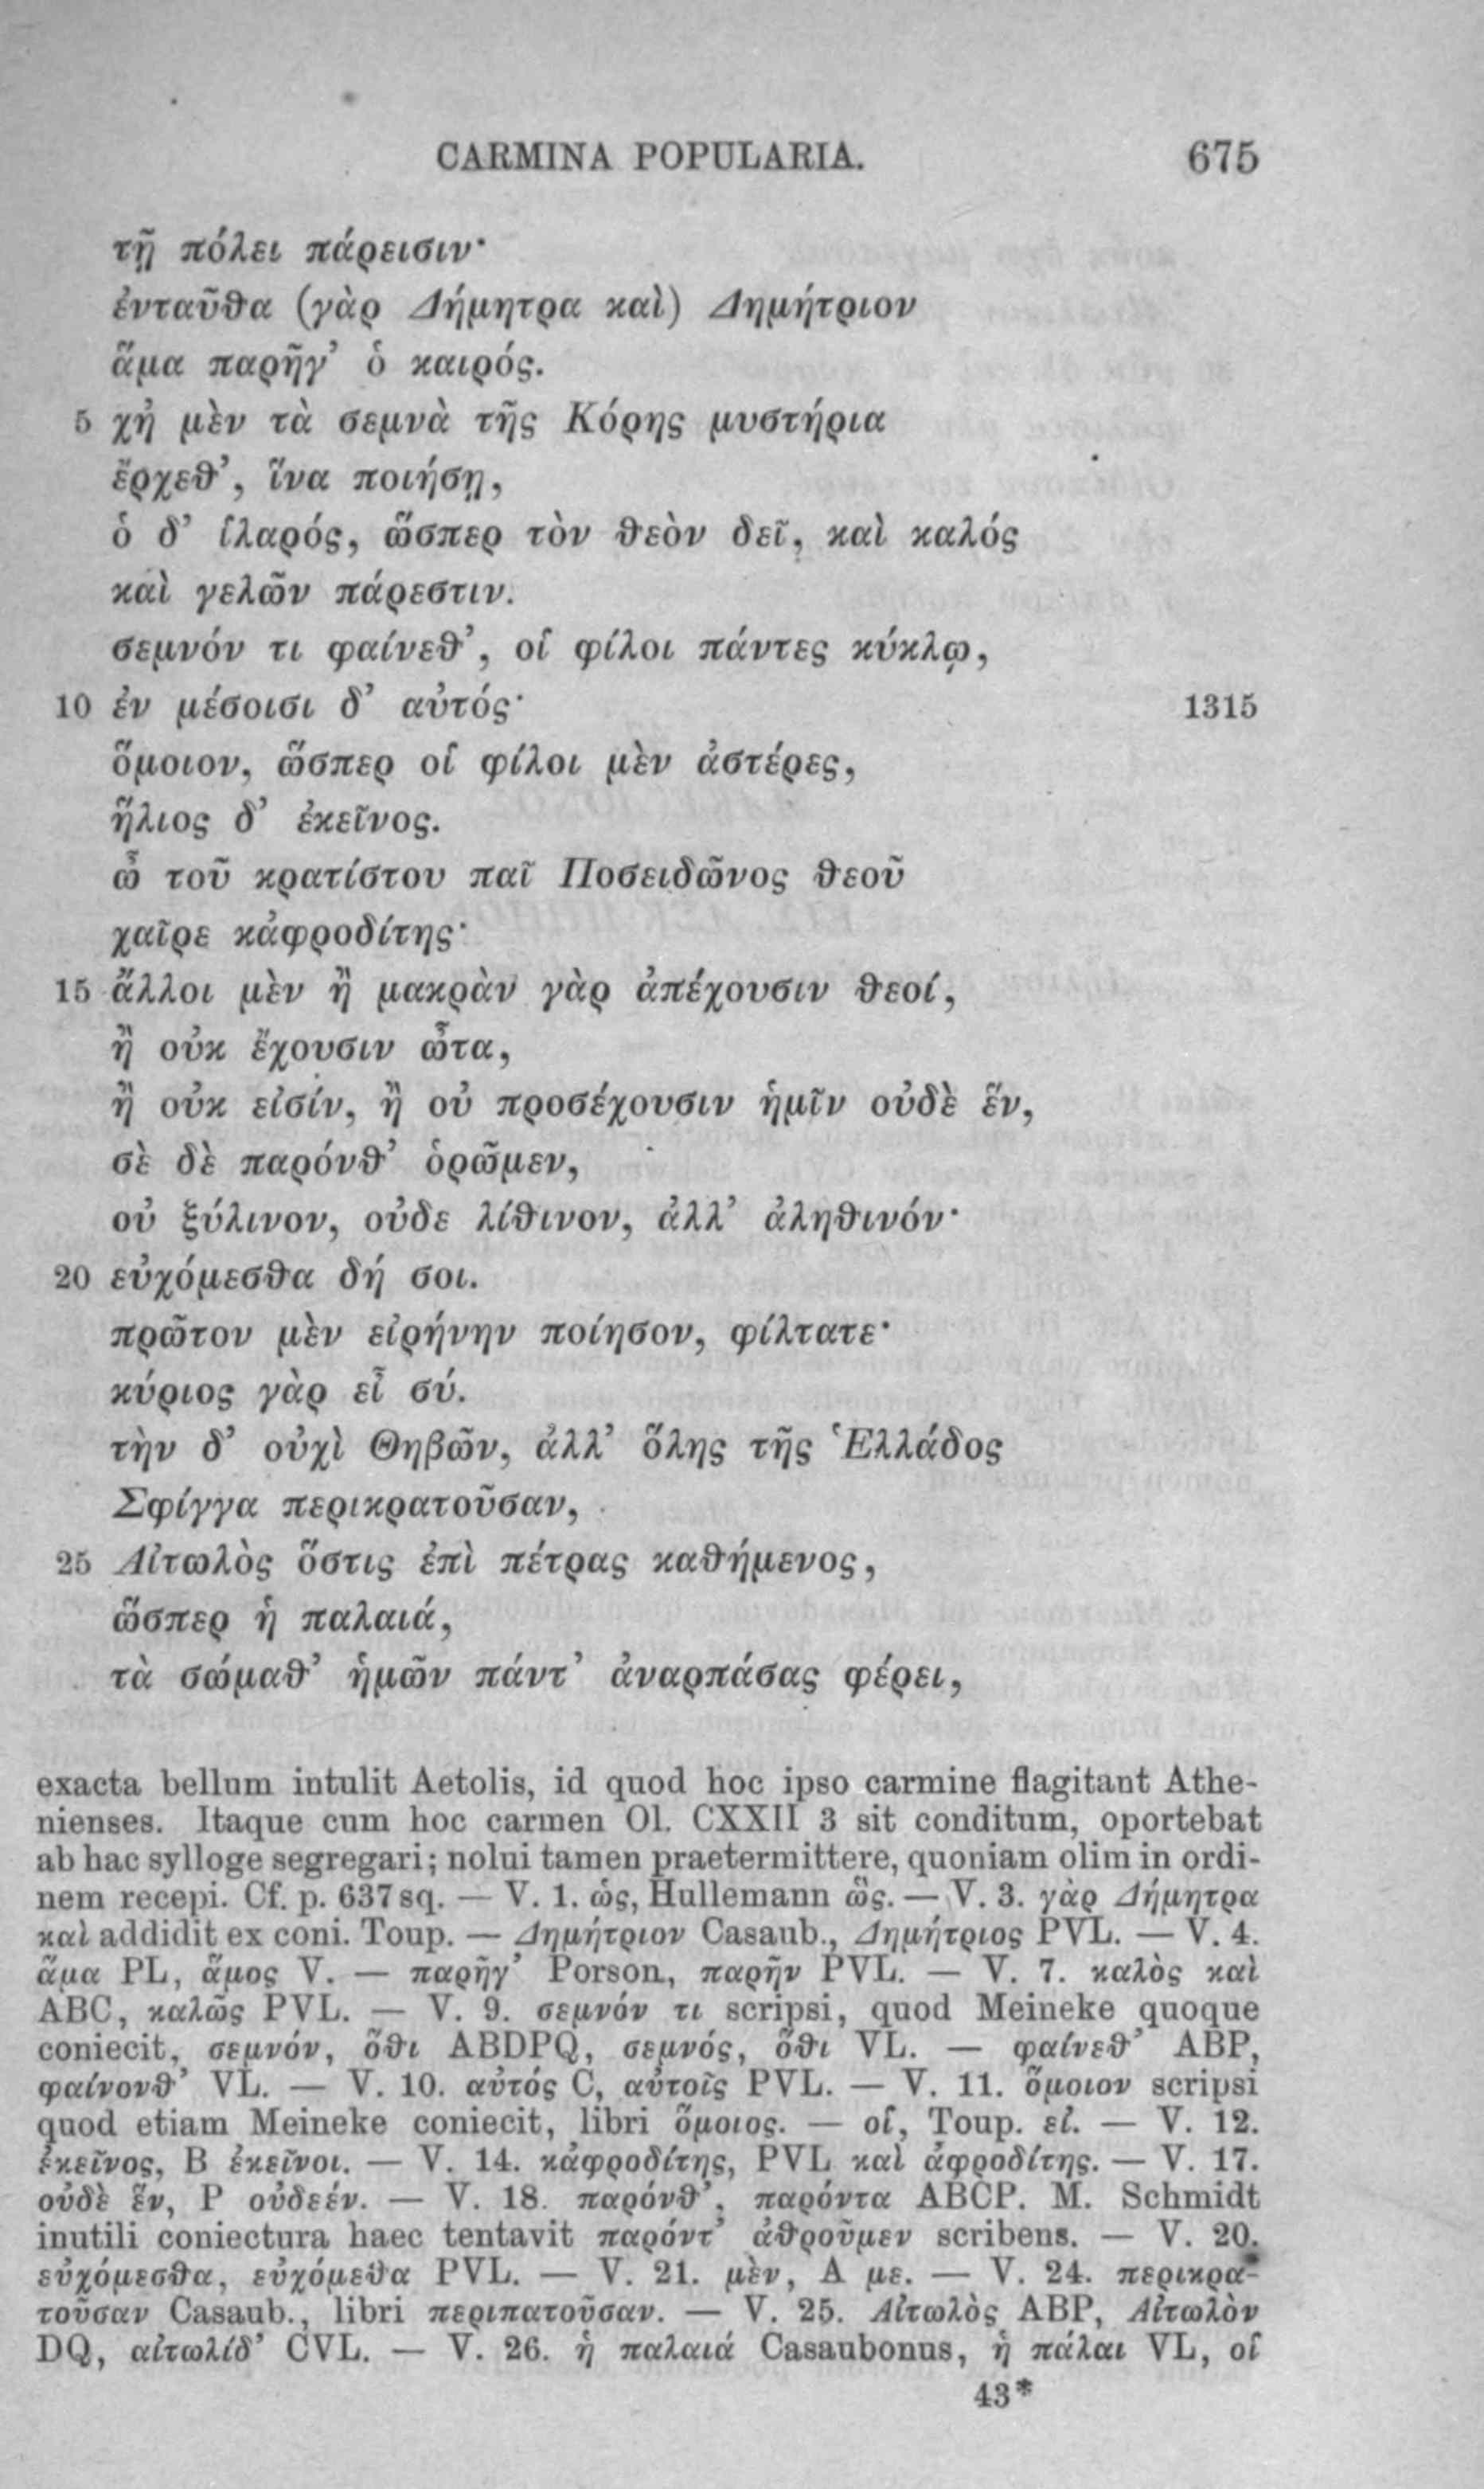 CARMINA POPULARIA. 675
τῇ πόλει πάρεισιν·
ἐνταῦθα (γὰρ Δήμητρα καὶ) Δημήτριον
ἅμα παρῆγ’ ὁ καιρός.
5 χἠ μὲν τὰ σεμνὰ τῆς Κόρης μυστήρια
ἔρχεθ’, ἵνα ποιήσῃ,
ὁ δ’ ἱλαρός, ὥσπερ τὸν θεὸν δεῖ, καὶ καλός
καὶ γελῶν πάρεστιν.
σεμνόν τι φαίνεθ’, οἱ φίλοι πάντες κύκλῳ,
10 ἐν μέσοισι δ’ αὐτός· 1315
ὅμοιον, ὥσπερ οἱ φίλοι μὲν ἀστέρες,
ἥλιος δ’ ἐκεῖνος.
ὦ τοῦ κρατίστου παῖ Ποσειδῶνος θεοῦ
χαῖρε κἀφροδίτης·
15 ἄλλοι μὲν ἢ μακρὰν γὰρ ἀπέχουσιν θεοί,
ἢ οὐκ ἔχουσιν ὦτα,
ἢ οὐκ εἰσίν, ἢ οὐ προσέχουσιν ἡμῖν οὐδὲ ἕν,
σὲ δὲ παρόνθ’ ὁρῶμεν,
οὐ ξύλινον, οὐδε λίθινον, ἀλλ’ ἀληθινόν·
20 εὐχόμεσθα δή σοι.
πρῶτον μὲν εἰρήνην ποίησον, φίλτατε·
κύριος γὰρ εἶ σύ.
τὴν δ’ οὐχὶ Θηβῶν, ἀλλ’ ὅλης τῆς Ἑλλάδος
Σφίγγα περικρατοῦσαν,
25 Αἰτωλὸς ὅστις ἐπὶ πέτρας καθήμενος,
ὥσπερ ἡ παλαιά,
τὰ σώμαθ’ ἡμῶν πάντ’ ἀναρπάσας φέρει,
exacta bellum intulit Aetolis, id quod hoc ipso carmine flagitant Athe-
nienses. Itaque cum hoc carmen Ol. CXXII 3 sit conditum, oportebat
ab hac sylloge segregari; nolui tamen praetermittere, quoniam olim in ordi-
nem recepi. Cf. p. 637 sq. — V. 1. ὡς, Hullemann ὣς. — V. 3. γὰρ Δήμητρα
καὶ addidit ex coni. Toup. — Δημήτριον Casaub., Δημήτριος PVL. — V. 4.
ἅμα PL, ἅμος V. — παρῆγ’ Porson, παρῆν PVL. — V. 7. καλὸς καὶ
ABC, καλῶς PVL. — V. 9. σεμνόν τι scripsi, quod Meineke quoque
coniecit, σεμνόν, ὅθι ABDPQ, σεμνός, ὅθι VL. — φαίνεθ’ ABP,
φαίνονθ’ VL. — V. 10. αὐτός C, αὐτοῖς PVL. — V. 11. ὅμοιον scripsi
quod etiam Meineke coniecit, libri ὅμοιος. — οἱ, Toup. εἰ. — V. 12.
ἐκεῖνος, B ἐκεῖνοι. — V. 14. κἀφροδίτης, PVL καὶ ἀφροδίτης. — V. 17.
οὐδὲ ἕν, P οὐδεέν. — V. 18. παρόνθ’, παρόντα ABCP. M. Schmidt
inutili coniectura haec tentavit παρόντ’ ἀθροῦμεν scribens. — V. 20.
εὐχόμεσθα, εὐχόμεθα PVL. — V. 21. μὲν, A με. — V. 24. περικρα-
τοῦσαν Casaub., libri περιπατοῦσαν. — V. 25. Αἰτωλὸς ABP, Αἰτωλὸν
DQ, αἰτωλίδ’ CVL. — V. 26. ἡ παλαιά Casaubonus, ἡ πάλαι VL, οἱ
43*